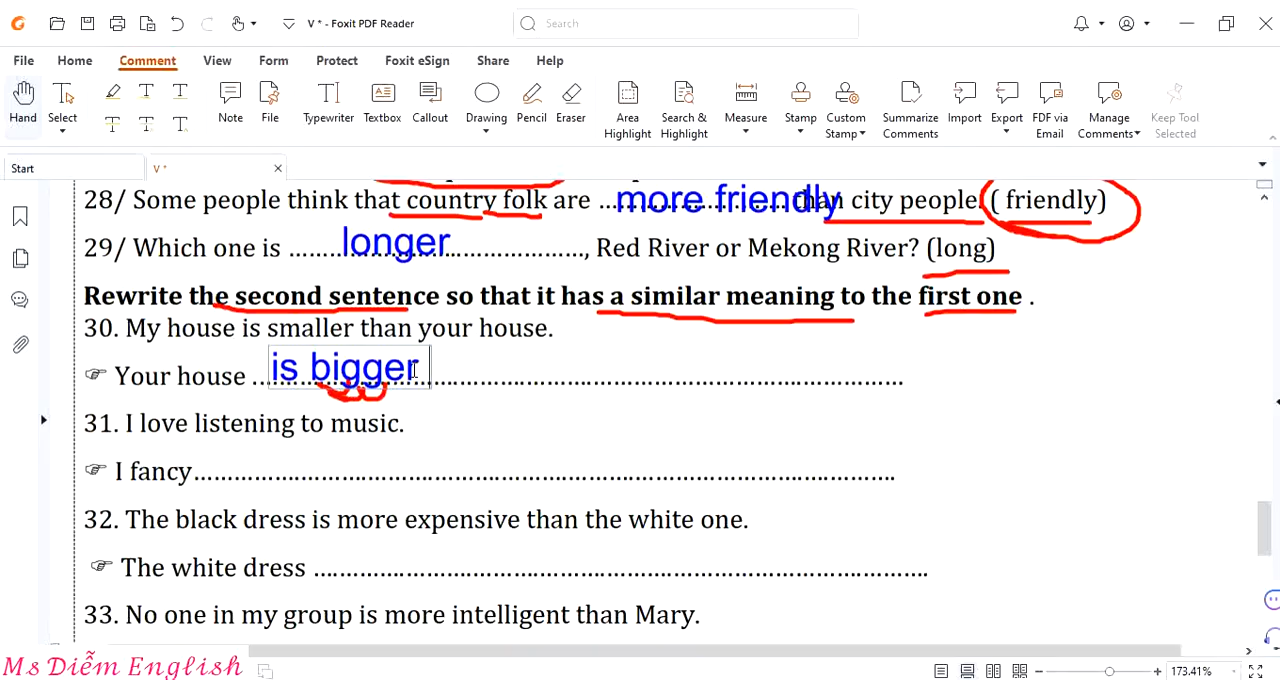 V * - Foxit PDF Reader
Search
File Home Comment View Form Protect Foxit eSign Share Help
Hand Select Note File Typewriter Textbox Callout Drawing Pencil Eraser Area Highlight Search & Highlight Measure Stamp Custom Stamp Summarize Comments Import Export PDF via Email Manage Comments Keep Tool Selected
Start V *
28/ Some people think that country folk are ...more friendly... than city people. ( friendly)
29/ Which one is ........longer...................., Red River or Mekong River? (long)
Rewrite the second sentence so that it has a similar meaning to the first one .
30. My house is smaller than your house.
☞ Your house ...is bigger..........................................................
31. I love listening to music.
☞ I fancy......................................................................................
32. The black dress is more expensive than the white one.
☞ The white dress ..........................................................................
33. No one in my group is more intelligent than Mary.
Ms Diễm English
173.41%